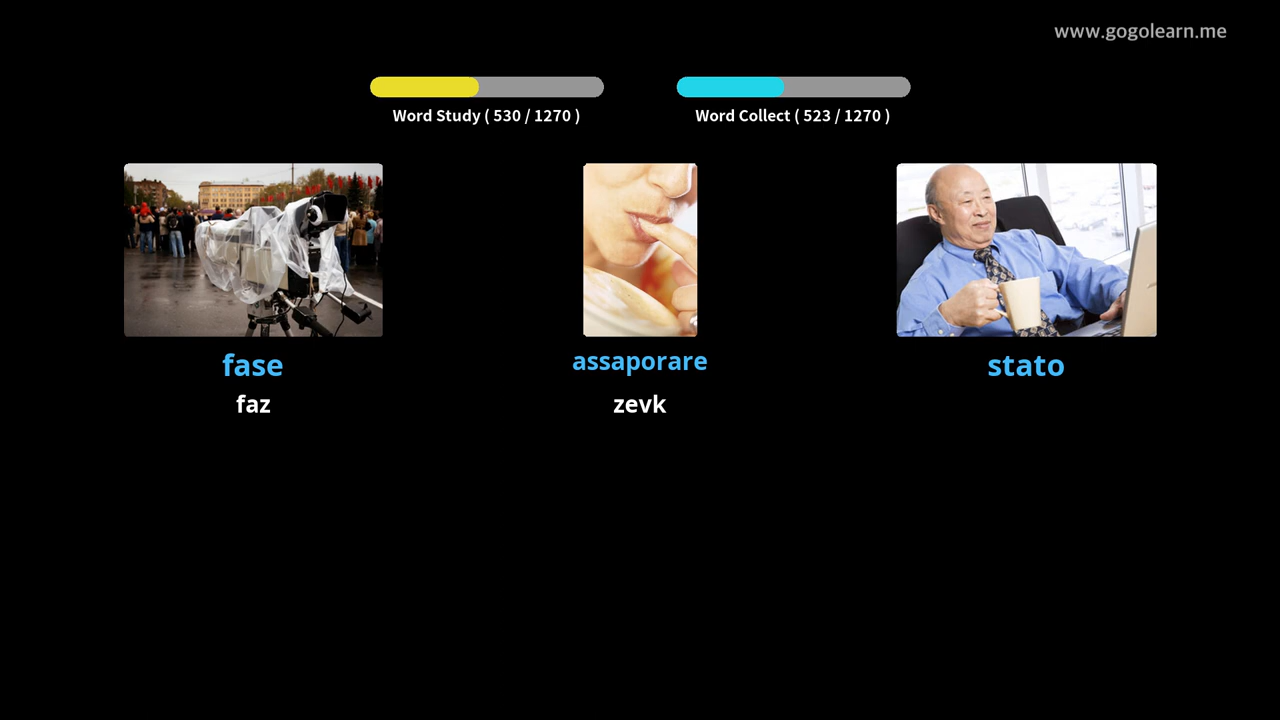 www.gogolearn.me
Word Study ( 530 / 1270 )
Word Collect ( 523 / 1270 )
fase
assaporare
stato
faz
zevk